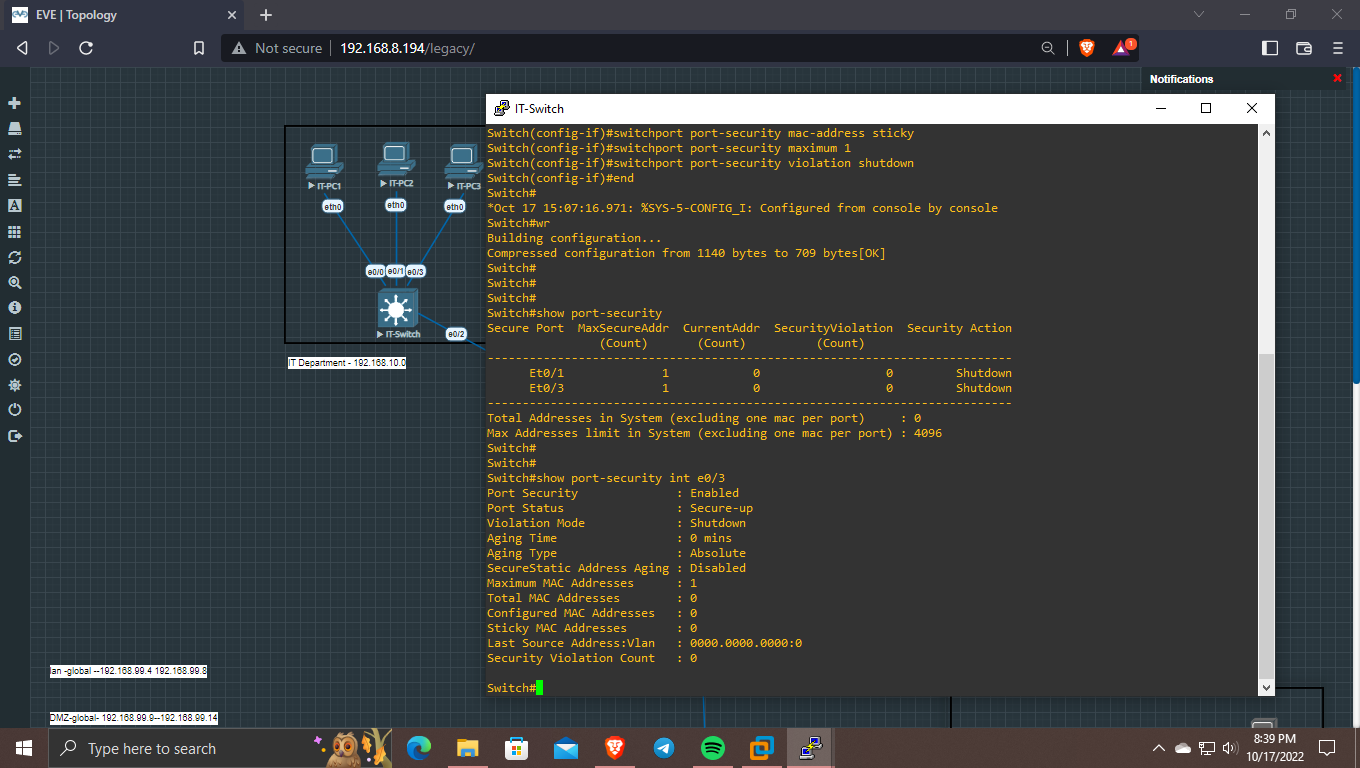 EVE | Topology
Not secure
192.168.8.194/legacy/
1
Notifications
IT-PC1
IT-PC2
IT-PC3
eth0
eth0
eth0
e0/0
e0/1
e0/3
IT-Switch
e0/2
IT Department - 192.168.10.0
lan -global --192.168.99.4 192.168.99.8
DMZ-global- 192.168.99.9--192.168.99.14
IT-Switch
Switch(config-if)#switchport port-security mac-address sticky
Switch(config-if)#switchport port-security maximum 1
Switch(config-if)#switchport port-security violation shutdown
Switch(config-if)#end
Switch#
*Oct 17 15:07:16.971: %SYS-5-CONFIG_I: Configured from console by console
Switch#wr
Building configuration...
Compressed configuration from 1140 bytes to 709 bytes[OK]
Switch#
Switch#
Switch#
Switch#show port-security
Secure Port  MaxSecureAddr  CurrentAddr  SecurityViolation  Security Action
                (Count)       (Count)          (Count)
---------------------------------------------------------------------------
      Et0/1              1            0                  0         Shutdown
      Et0/3              1            0                  0         Shutdown
---------------------------------------------------------------------------
Total Addresses in System (excluding one mac per port)     : 0
Max Addresses limit in System (excluding one mac per port) : 4096
Switch#
Switch#
Switch#show port-security int e0/3
Port Security              : Enabled
Port Status                : Secure-up
Violation Mode             : Shutdown
Aging Time                 : 0 mins
Aging Type                 : Absolute
SecureStatic Address Aging : Disabled
Maximum MAC Addresses      : 1
Total MAC Addresses        : 0
Configured MAC Addresses   : 0
Sticky MAC Addresses       : 0
Last Source Address:Vlan   : 0000.0000.0000:0
Security Violation Count   : 0
Switch#
Type here to search
8:39 PM
10/17/2022